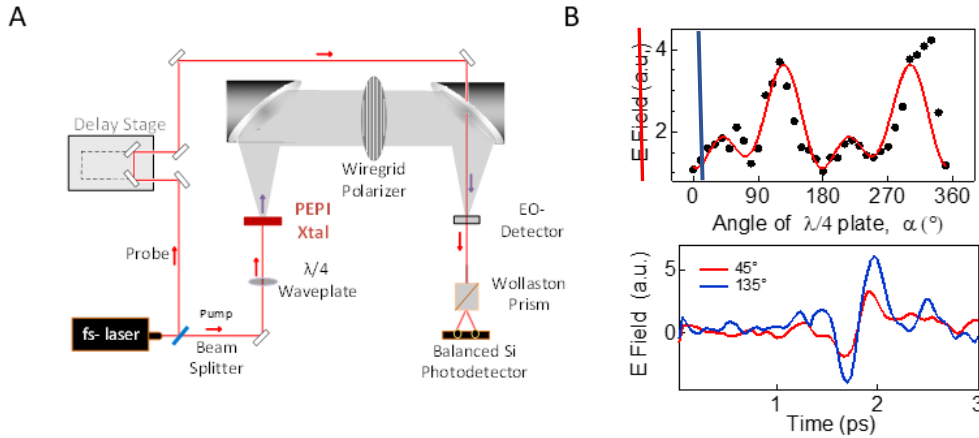 A
Delay Stage
Probe
fs- laser
Pump
Beam
Splitter
λ/4
Waveplate
PEPI
Xtal
Wiregrid
Polarizer
EO-
Detector
Wollaston
Prism
Balanced Si
Photodetector
B
E Field (a.u.)
4
2
0
90
180
270
360
Angle of λ/4 plate, α (°)
E Field (a.u.)
5
0
45°
135°
1
2
3
Time (ps)